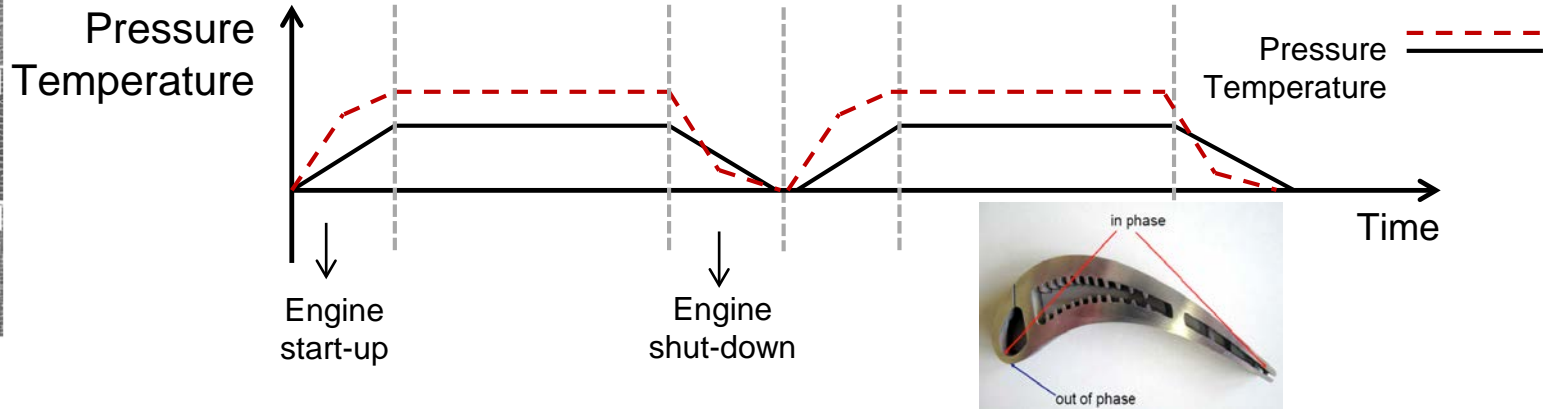 Pressure
Temperature
Pressure
Temperature
Time
in phase
Engine
start-up
Engine
shut-down
out of phase